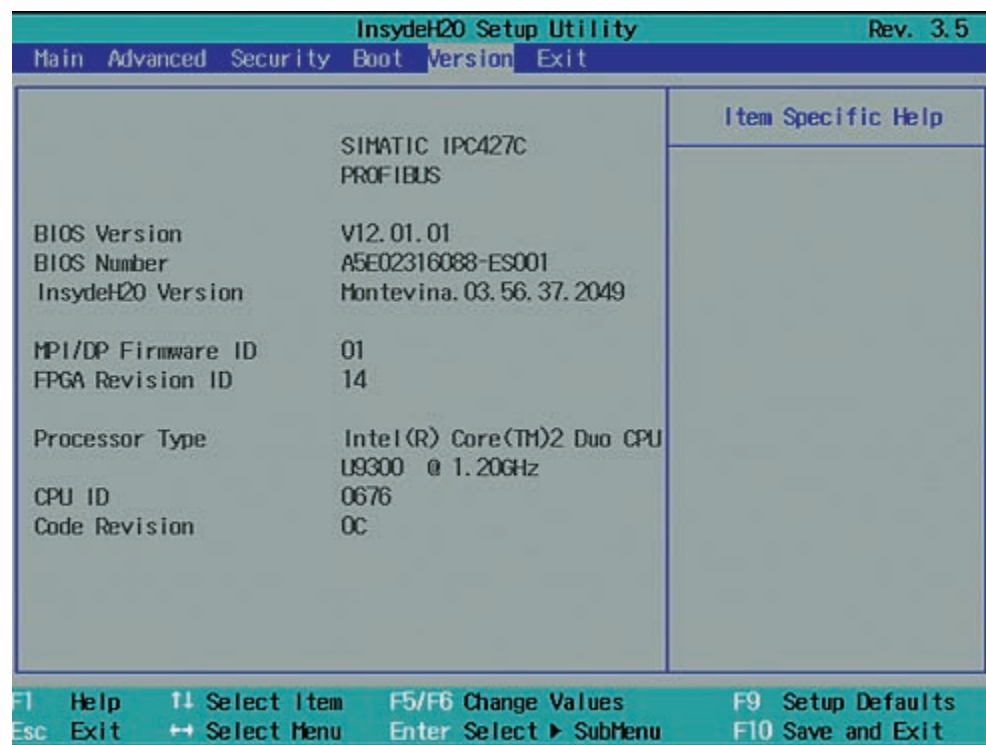 InsydeH20 Setup Utility Rev. 3.5
Main Advanced Security Boot Version Exit
Item Specific Help
SIMATIC IPC427C
PROFIBUS
BIOS Version V12.01.01
BIOS Number A5E02316088-ES001
InsydeH20 Version Montevina.03.56.37.2049
MPI/DP Firmware ID 01
FPGA Revision ID 14
Processor Type Intel(R) Core(TM)2 Duo CPU
U9300 @ 1.20GHz
CPU ID 0676
Code Revision 0C
F1 Help ↑↓ Select Item F5/F6 Change Values F9 Setup Defaults
Esc Exit ↔ Select Menu Enter Select ▶ SubMenu F10 Save and Exit